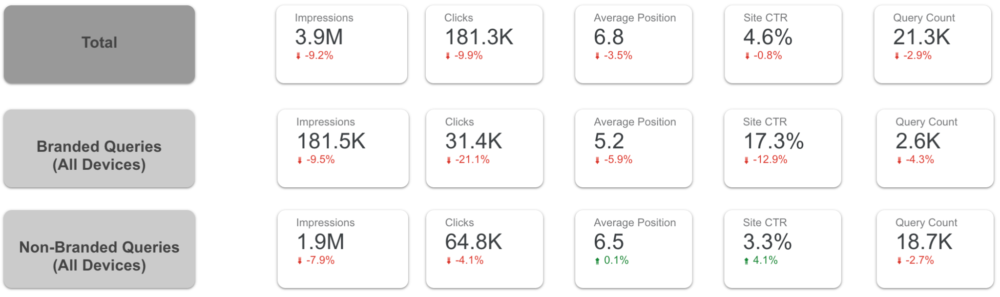 Total
Impressions
3.9M
-9.2%
Clicks
181.3K
-9.9%
Average Position
6.8
-3.5%
Site CTR
4.6%
-0.8%
Query Count
21.3K
-2.9%
Branded Queries
(All Devices)
Impressions
181.5K
-9.5%
Clicks
31.4K
-21.1%
Average Position
5.2
-5.9%
Site CTR
17.3%
-12.9%
Query Count
2.6K
-4.3%
Non-Branded Queries
(All Devices)
Impressions
1.9M
-7.9%
Clicks
64.8K
-4.1%
Average Position
6.5
0.1%
Site CTR
3.3%
4.1%
Query Count
18.7K
-2.7%